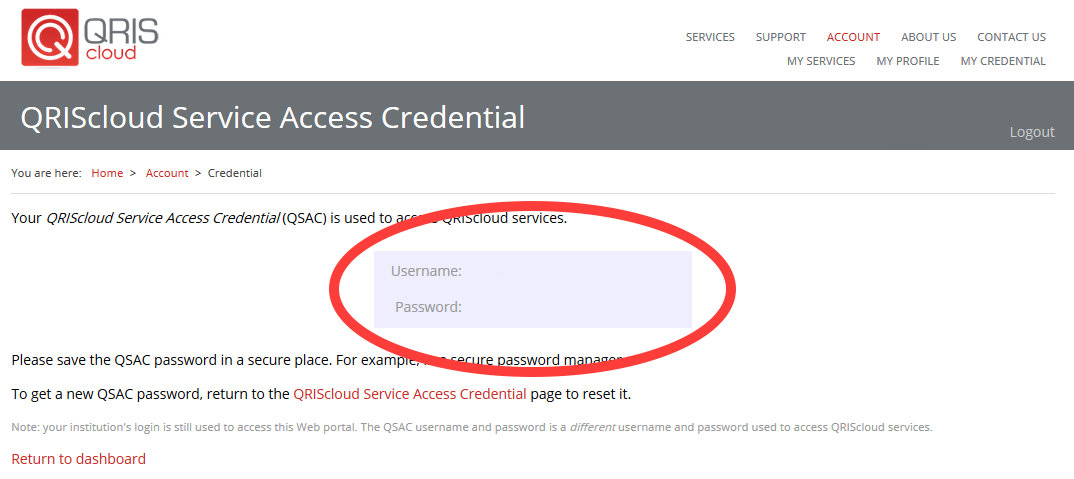 QRIS
cloud
SERVICES SUPPORT ACCOUNT ABOUT US CONTACT US
MY SERVICES MY PROFILE MY CREDENTIAL
QRIScloud Service Access Credential
Logout
You are here: Home > Account > Credential
Your QRIScloud Service Access Credential (QSAC) is used to access QRIScloud services.
Username:
Password:
Please save the QSAC password in a secure place. For example, in a secure password manager
To get a new QSAC password, return to the QRIScloud Service Access Credential page to reset it.
Note: your institution's login is still used to access this Web portal. The QSAC username and password is a different username and password used to access QRIScloud services.
Return to dashboard